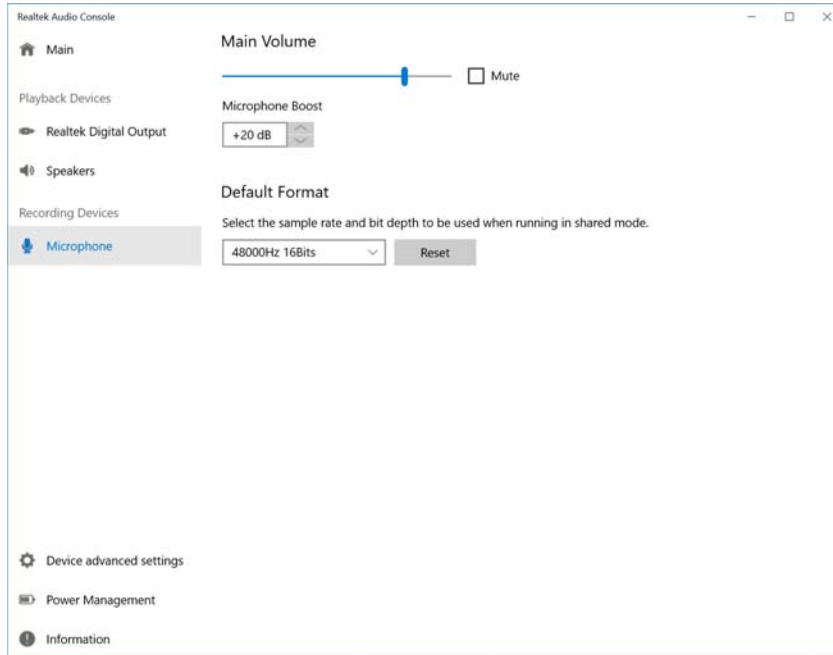 Realtek Audio Console
Main
Playback Devices
Realtek Digital Output
Speakers
Recording Devices
Microphone
Device advanced settings
Power Management
Information
Main Volume
Mute
Microphone Boost
+20 dB
Default Format
Select the sample rate and bit depth to be used when running in shared mode.
48000Hz 16Bits
Reset